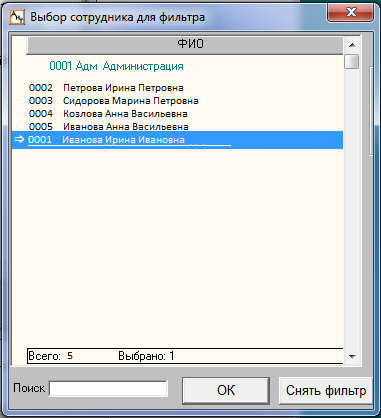 Выбор сотрудника для фильтра
ФИО
0001 Адм Администрация
0002 Петрова Ирина Петровна
0003 Сидорова Марина Петровна
0004 Козлова Анна Васильевна
0005 Иванова Анна Васильевна
0001 Иванова Ирина Ивановна
Всего: 5 Выбрано: 1
Поиск ОК Снять фильтр